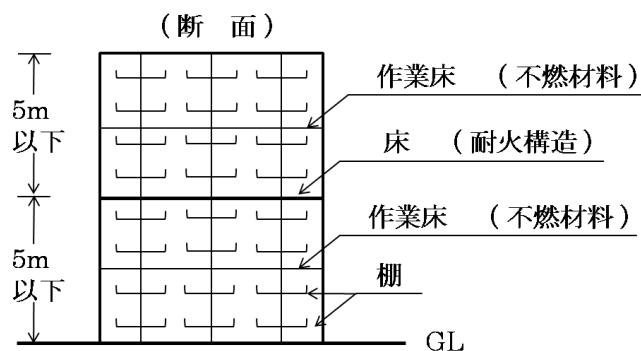 (断　面)
作業床　(不燃材料)
5m
以下
床　(耐火構造)
作業床　(不燃材料)
5m
以下
棚
GL